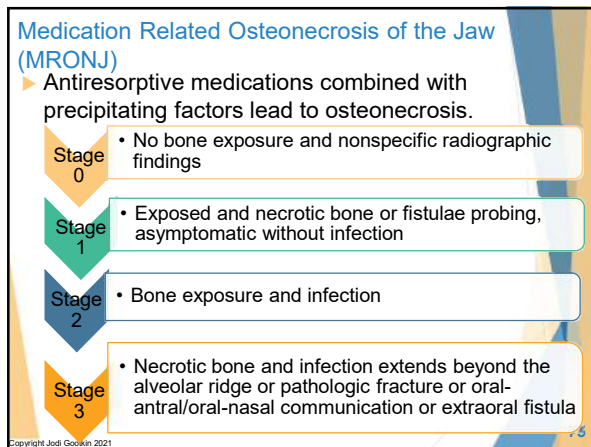 Medication Related Osteonecrosis of the Jaw
(MRONJ)
Antiresorptive medications combined with
precipitating factors lead to osteonecrosis.
Stage
0
• No bone exposure and nonspecific radiographic
findings
Stage
1
• Exposed and necrotic bone or fistulae probing,
asymptomatic without infection
Stage
2
• Bone exposure and infection
Stage
3
• Necrotic bone and infection extends beyond the
alveolar ridge or pathologic fracture or oral-
antral/oral-nasal communication or extraoral fistula
Copyright Jodi 2021